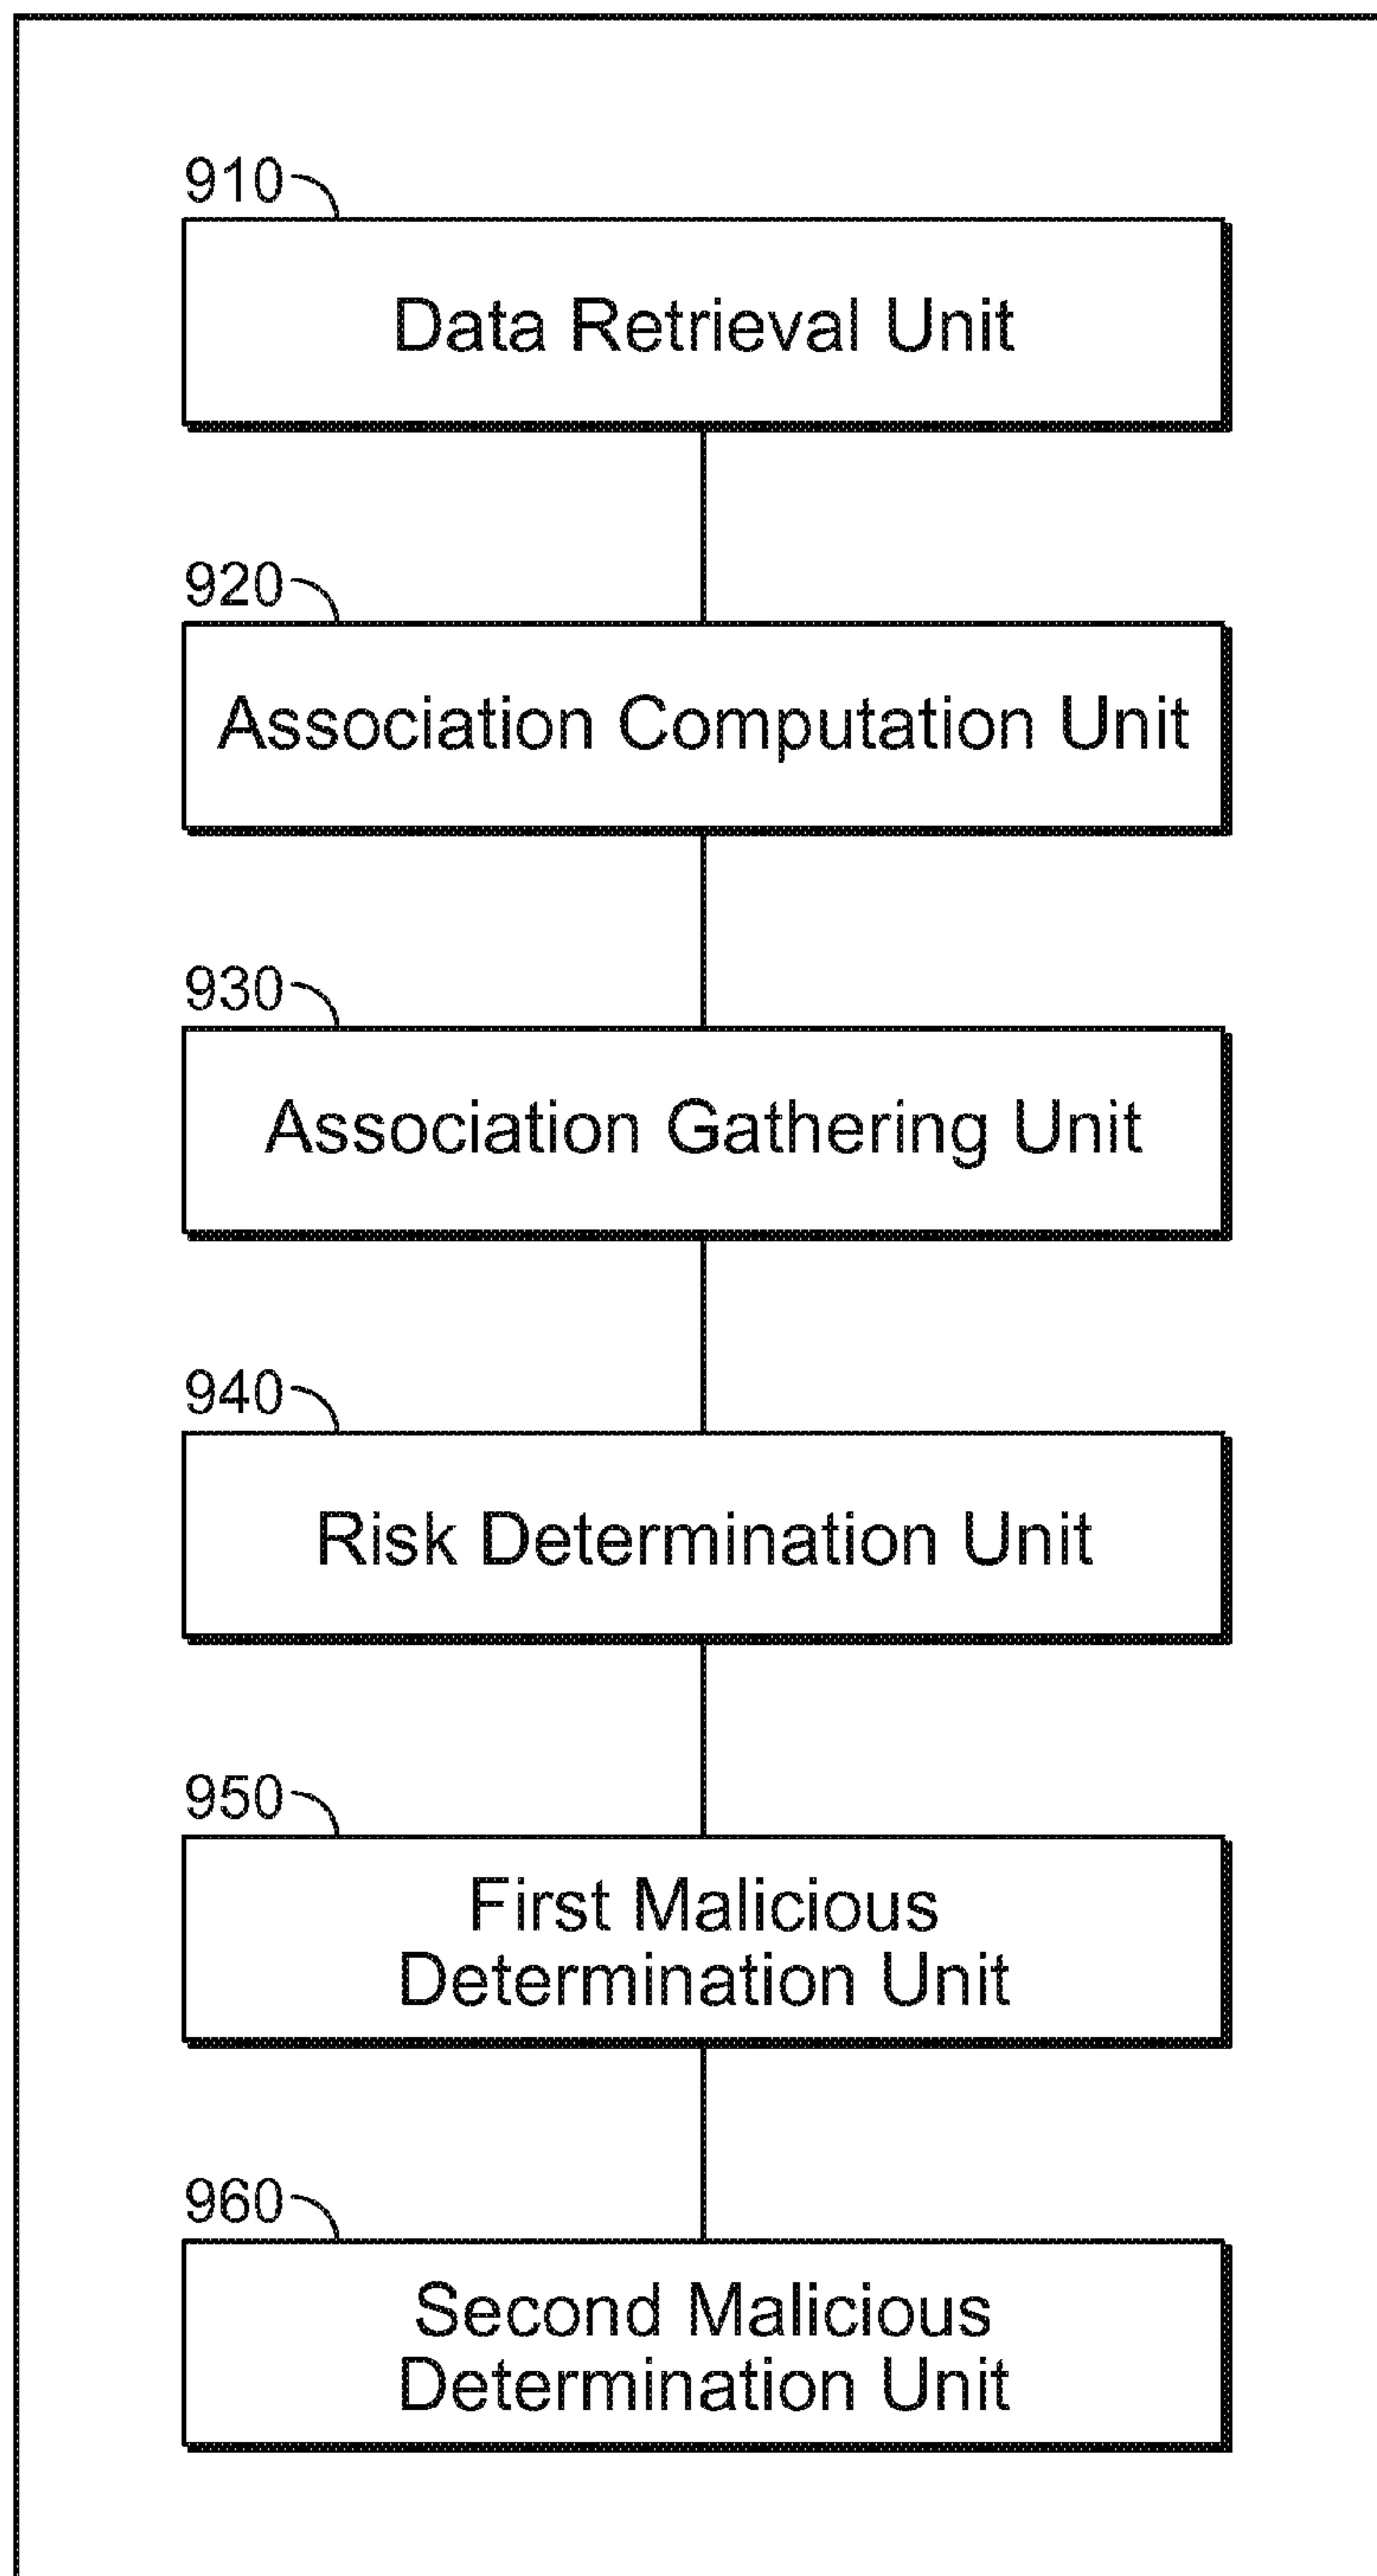 910
Data Retrieval Unit
920
Association Computation Unit
930
Association Gathering Unit
940
Risk Determination Unit
950
First Malicious
Determination Unit
960
Second Malicious
Determination Unit